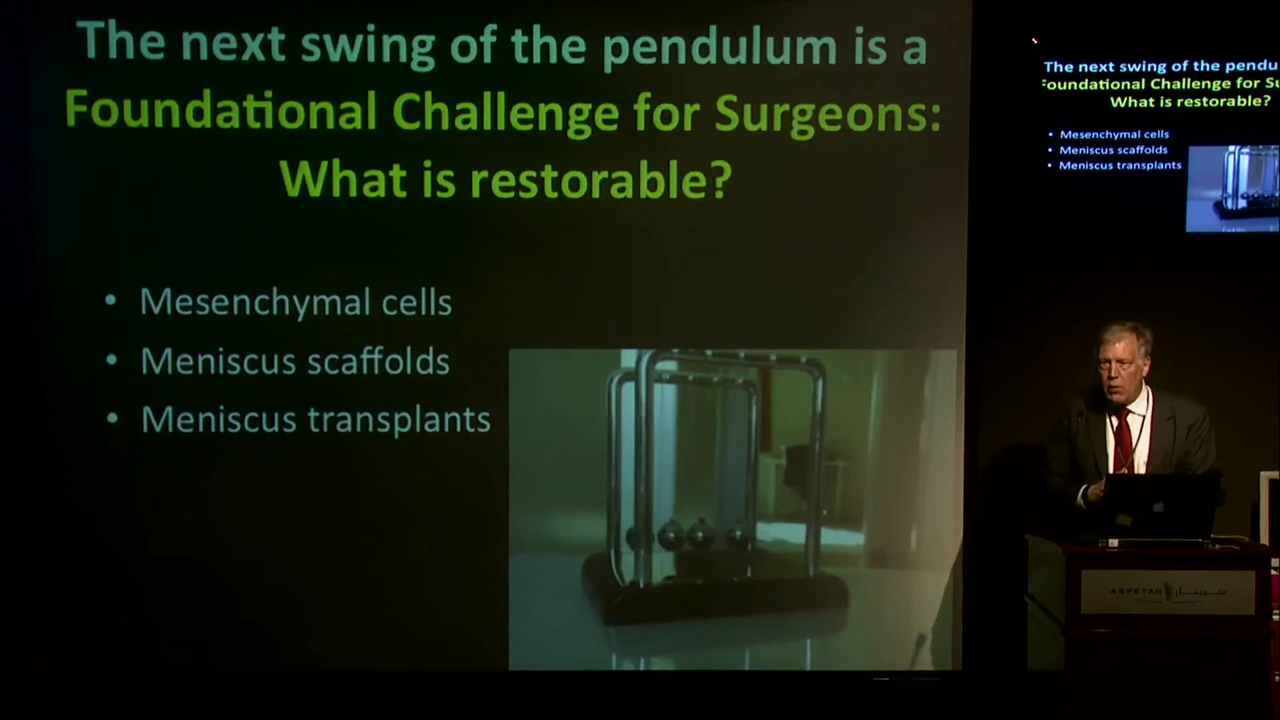 The next swing of the pendulum is a
Foundational Challenge for Surgeons:
What is restorable?
• Mesenchymal cells
• Meniscus scaffolds
• Meniscus transplants
The next swing of the pendu
Foundational Challenge for Su
What is restorable?
• Mesenchymal cells
• Meniscus scaffolds
• Meniscus transplants
ASPETAR سبيتار